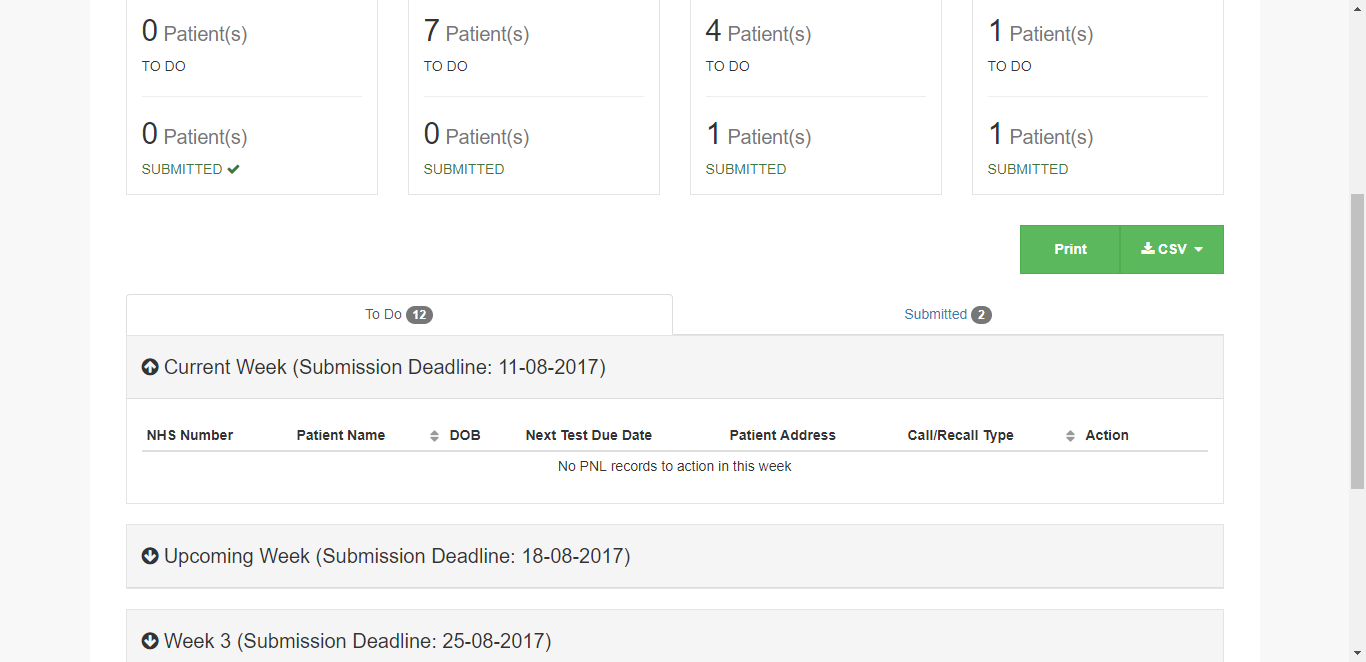 0 Patient(s) 7 Patient(s) 4 Patient(s) 1 Patient(s)
TO DO TO DO TO DO TO DO
0 Patient(s) 0 Patient(s) 1 Patient(s) 1 Patient(s)
SUBMITTED SUBMITTED SUBMITTED SUBMITTED
Print CSV
To Do 12 Submitted 2
Current Week (Submission Deadline: 11-08-2017)
NHS Number Patient Name DOB Next Test Due Date Patient Address Call/Recall Type Action
No PNL records to action in this week
Upcoming Week (Submission Deadline: 18-08-2017)
Week 3 (Submission Deadline: 25-08-2017)